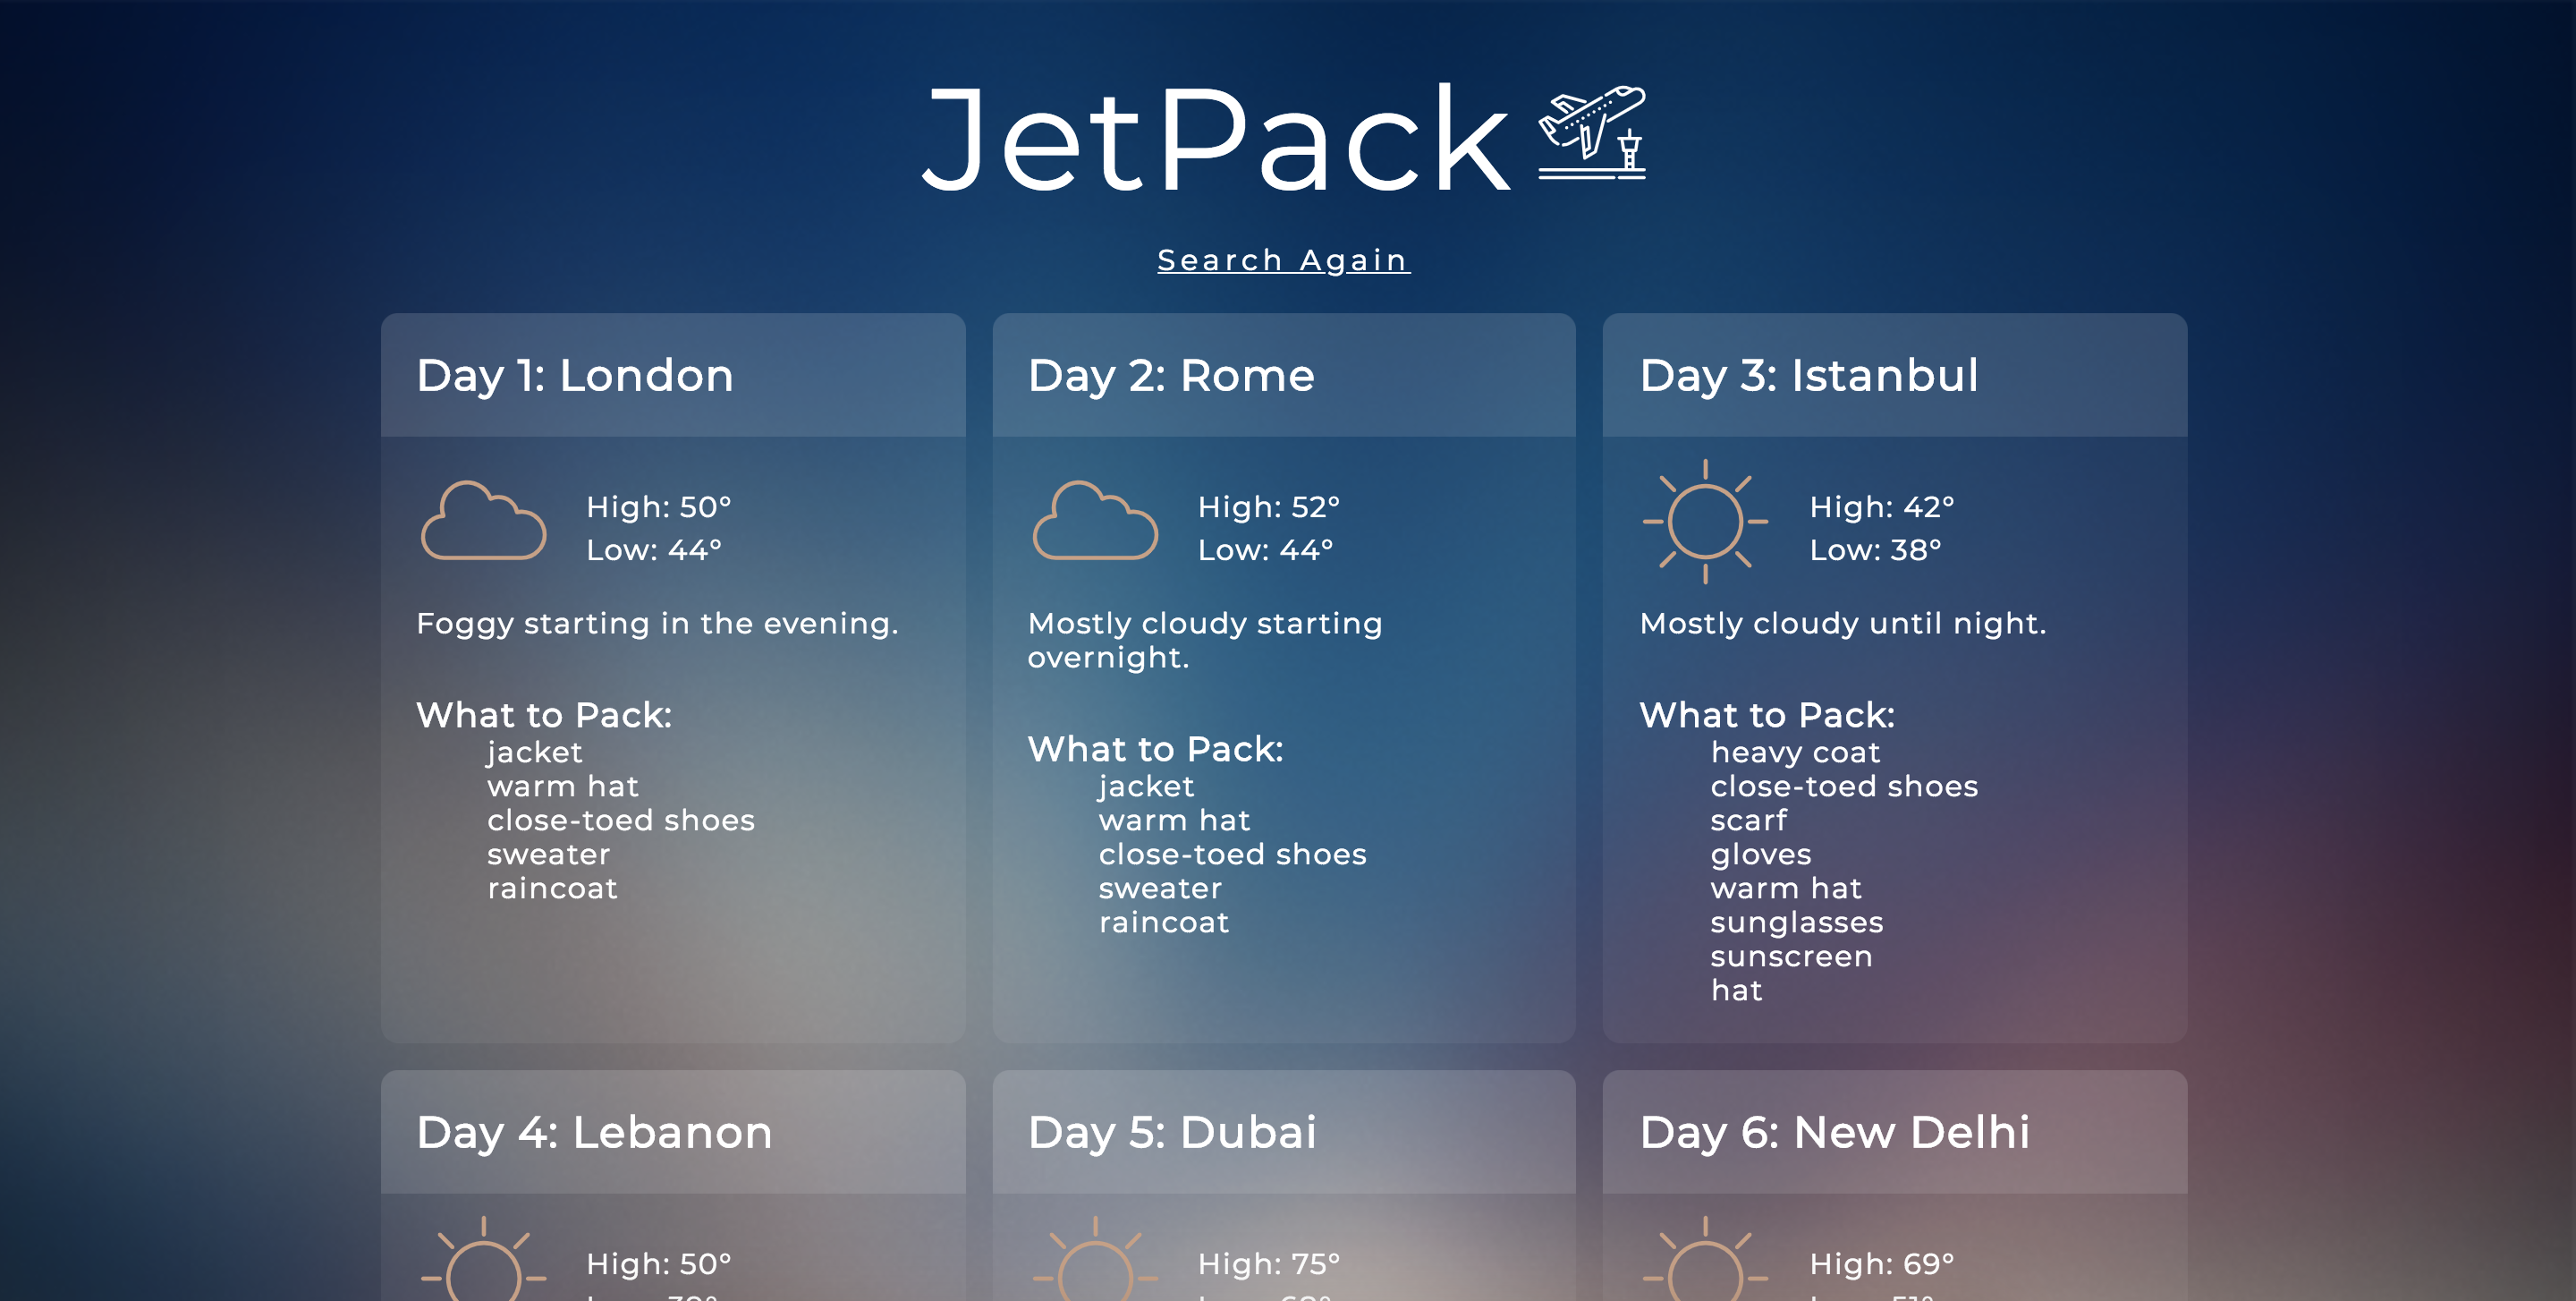 JetPack
Search Again
Day 1: London
High: 50°
Low: 44°
Foggy starting in the evening.
What to Pack:
jacket
warm hat
close-toed shoes
sweater
raincoat
Day 2: Rome
High: 52°
Low: 44°
Mostly cloudy starting
overnight.
What to Pack:
jacket
warm hat
close-toed shoes
sweater
raincoat
Day 3: Istanbul
High: 42°
Low: 38°
Mostly cloudy until night.
What to Pack:
heavy coat
close-toed shoes
scarf
gloves
warm hat
sunglasses
sunscreen
hat
Day 4: Lebanon
High: 50°
Day 5: Dubai
High: 75°
Day 6: New Delhi
High: 69°